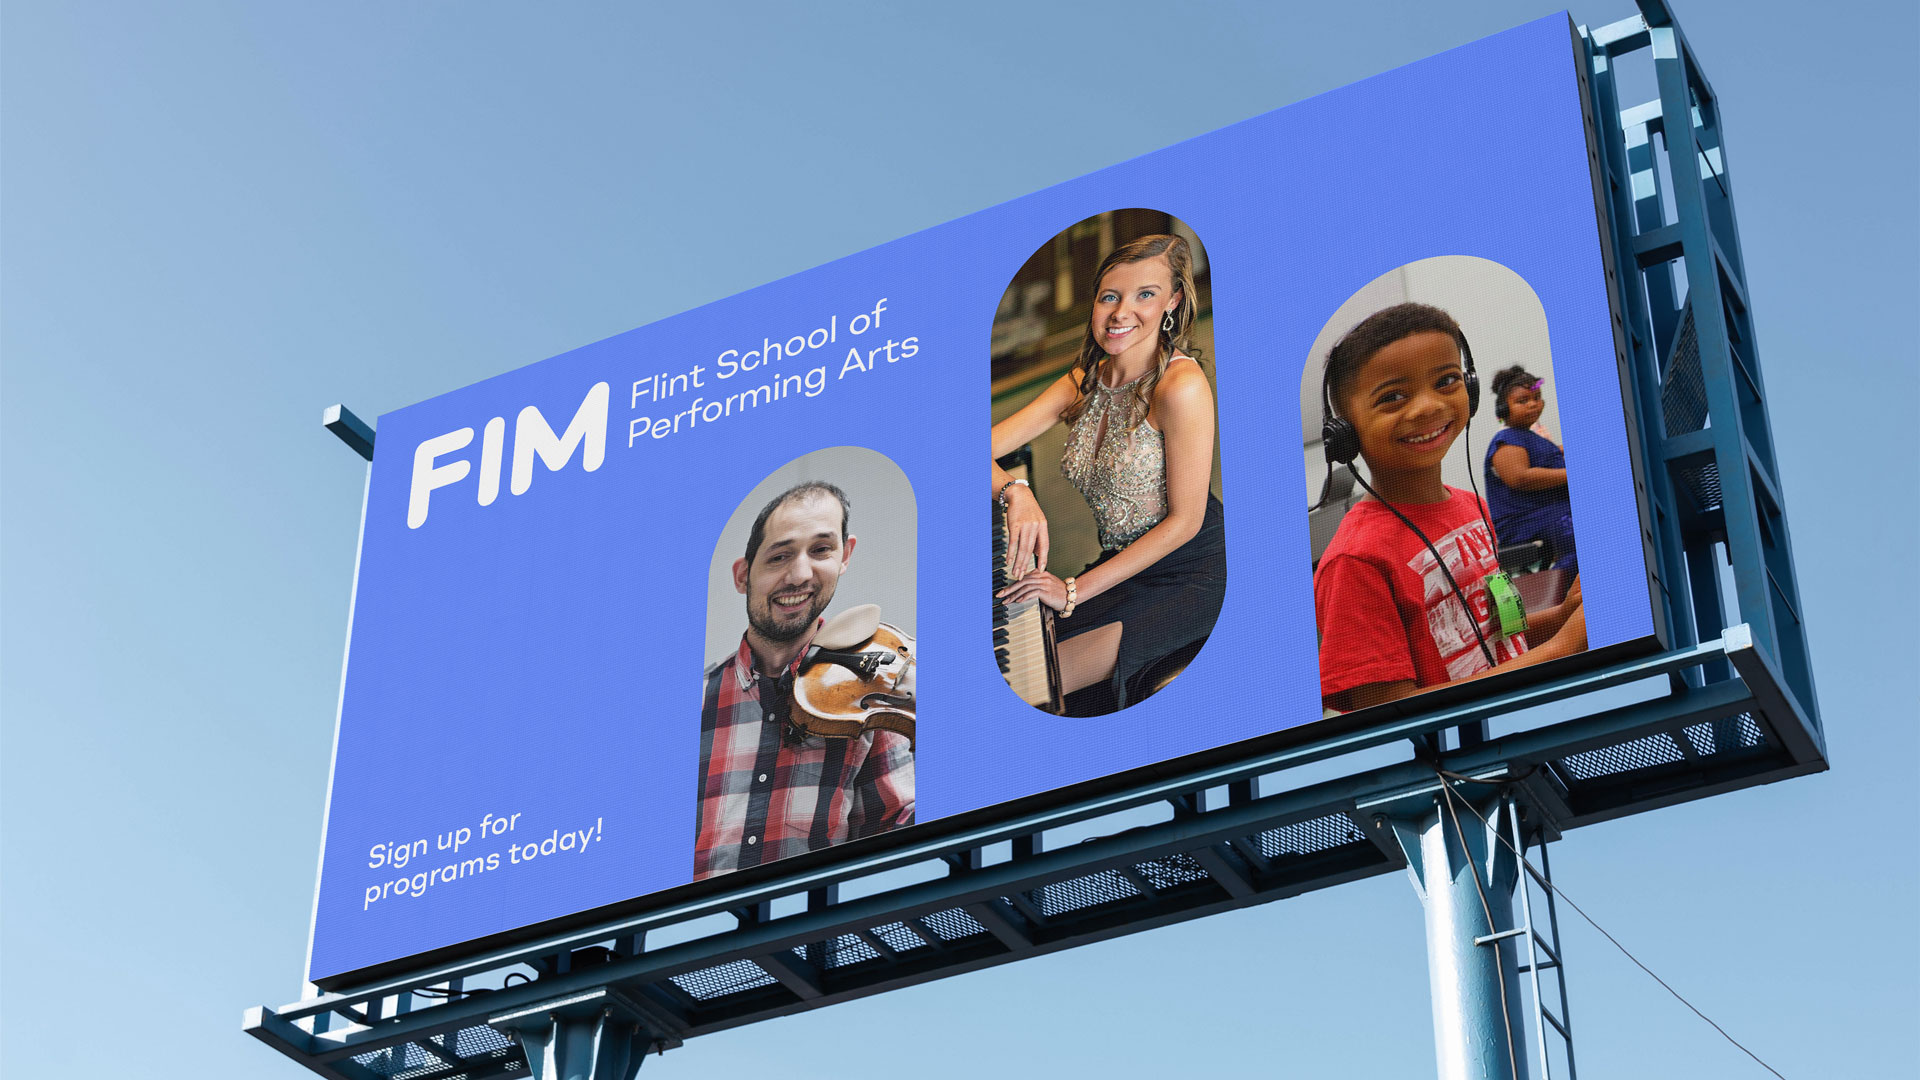 FIM
Flint School of
Performing Arts
Sign up for
programs today!